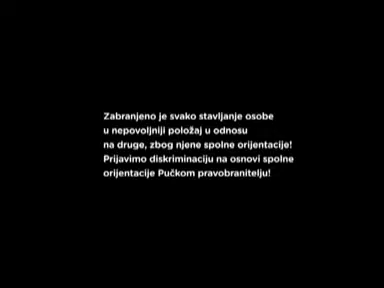 Zabranjeno je svako stavljanje osobe
u nepovoljniji položaj u odnosu
na druge, zbog njene spolne orijentacije!
Prijavimo diskriminaciju na osnovi spolne
orijentacije Pučkom pravobranitelju!